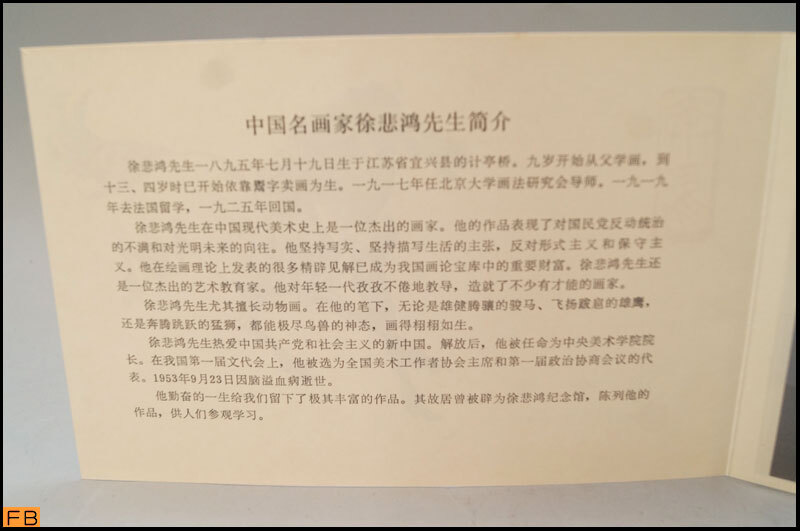 中国名画家徐悲鸿先生简介
徐悲鸿先生一八九五年七月十九日生于江苏省宜兴县的计亭桥。九岁开始从父学画，到
十三、四岁时已开始依靠鬻字卖画为生。一九一七年任北京大学画法研究会导师。一九一九
年去法国留学，一九二五年回国。
徐悲鸿先生在中国现代美术史上是一位杰出的画家。他的作品表现了对国民党反动统治
的不满和对光明未来的向往。他坚持写实、坚持描写生活的主张，反对形式主义和保守主
义。他在绘画理论上发表的很多精辟见解已成为我国画论宝库中的重要财富。徐悲鸿先生还
是一位杰出的艺术教育家。他对年轻一代孜孜不倦地教导，造就了不少有才能的画家。
徐悲鸿先生尤其擅长动物画。在他的笔下，无论是雄健腾骧的骏马、飞扬跋扈的雄鹰，
还是奔腾跳跃的猛狮，都能极尽鸟兽的神态，画得栩栩如生。
徐悲鸿先生热爱中国共产党和社会主义的新中国。解放后，他被任命为中央美术学院院
长。在我国第一届文代会上，他被选为全国美术工作者协会主席和第一届政治协商会议的代
表。1953年9月23日因脑溢血病逝世。
他勤奋的一生给我们留下了极其丰富的作品。其故居曾被辟为徐悲鸿纪念馆，陈列他的
作品，供人们参观学习。
FB